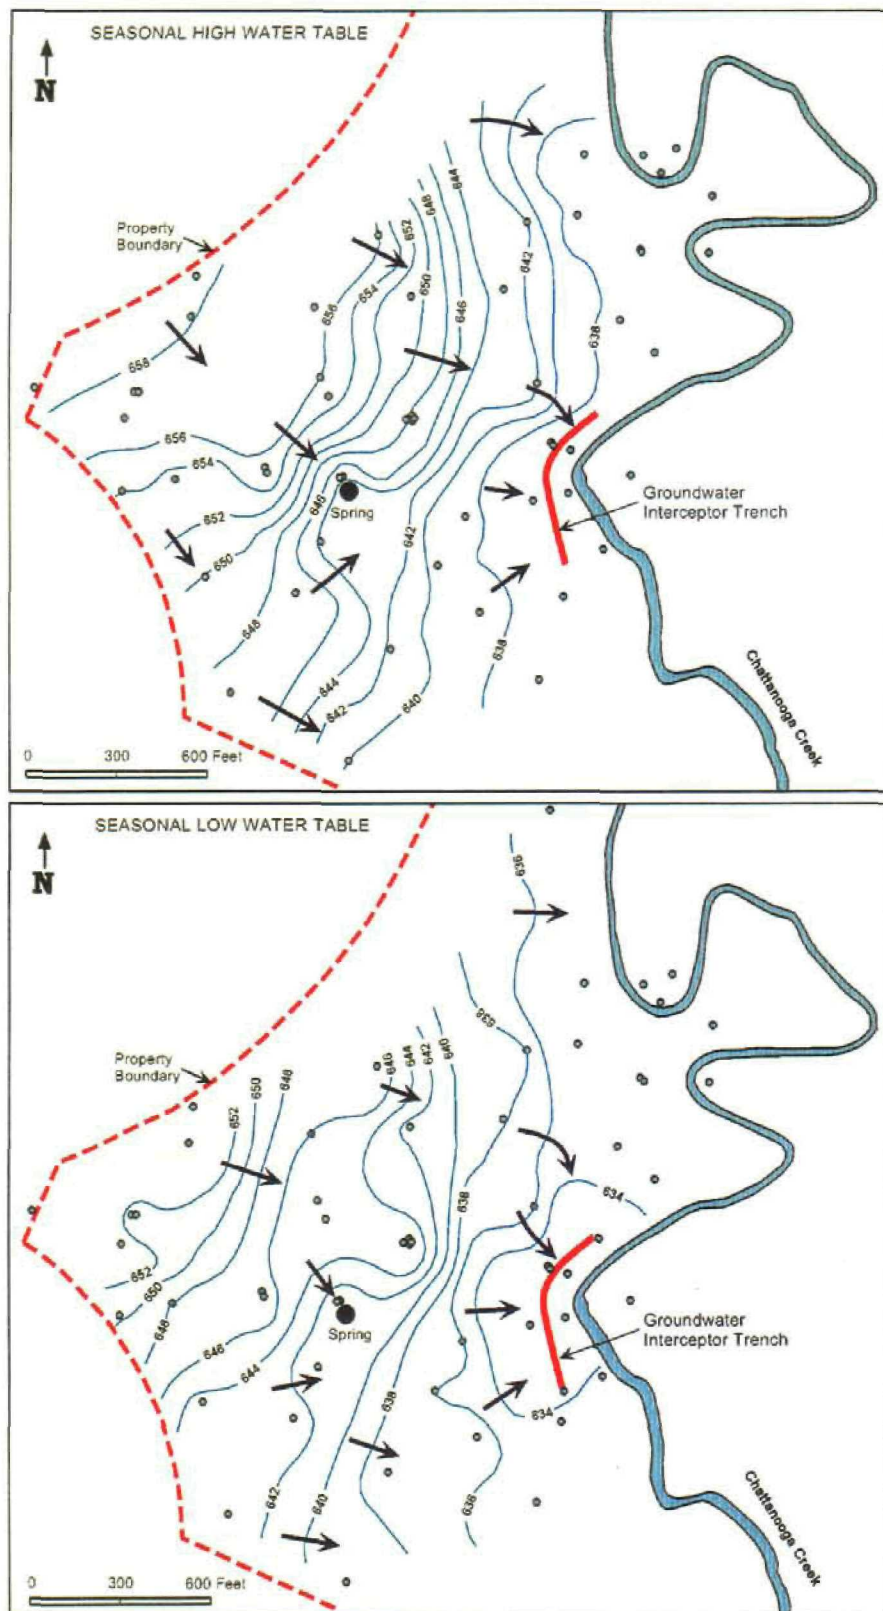 SEASONAL HIGH WATER TABLE
N
Property
Boundary
644
648
652
650
654
656
646
642
638
658
656
654
652
650
646
Spring
648
644
642
642
640
638
Groundwater
Interceptor Trench
Chattanooga Creek
0 300 600 Feet
SEASONAL LOW WATER TABLE
N
636
638
Property
Boundary
646
644
642
640
648
650
652
638
634
652
650
648
646
644
Spring
Groundwater
Interceptor Trench
638
634
642
640
636
Chattanooga Creek
0 300 600 Feet